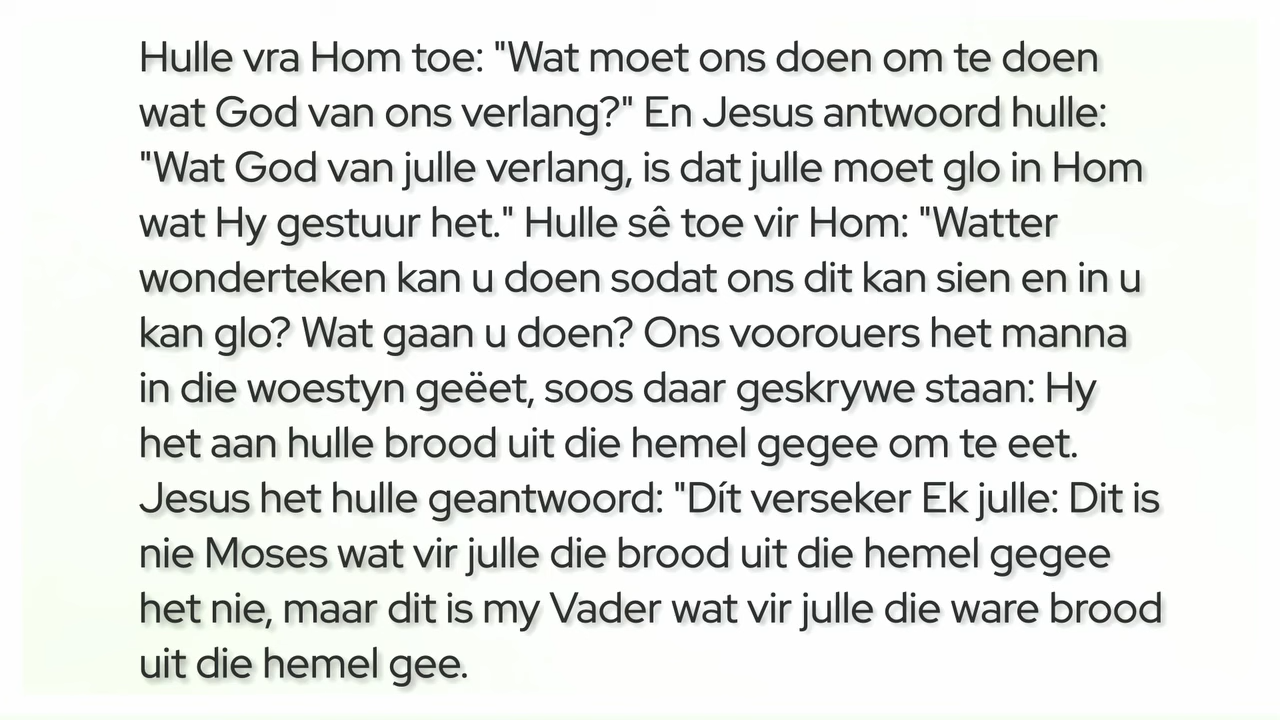 Hulle vra Hom toe: "Wat moet ons doen om te doen
wat God van ons verlang?" En Jesus antwoord hulle:
"Wat God van julle verlang, is dat julle moet glo in Hom
wat Hy gestuur het." Hulle sê toe vir Hom: "Watter
wonderteken kan u doen sodat ons dit kan sien en in u
kan glo? Wat gaan u doen? Ons voorouers het manna
in die woestyn geëet, soos daar geskrywe staan: Hy
het aan hulle brood uit die hemel gegee om te eet.
Jesus het hulle geantwoord: "Dít verseker Ek julle: Dit is
nie Moses wat vir julle die brood uit die hemel gegee
het nie, maar dit is my Vader wat vir julle die ware brood
uit die hemel gee.